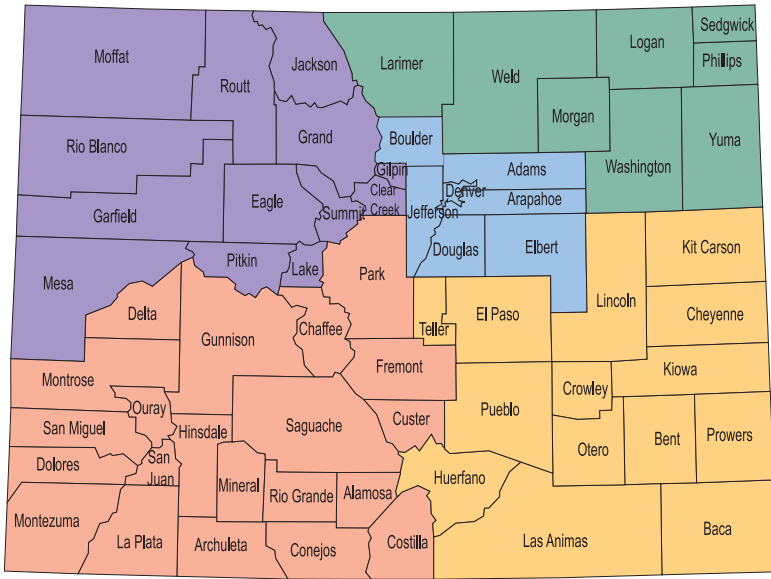 Moffat
Routt
Jackson
Larimer
Weld
Logan
Sedgwick
Phillips
Morgan
Rio Blanco
Grand
Boulder
Washington
Yuma
Gilpin
Adams
Garfield
Eagle
Summit
Clear
Creek
Jefferson
Denver
Arapahoe
Mesa
Pitkin
Lake
Park
Douglas
Elbert
Lincoln
Kit Carson
Delta
Gunnison
Chaffee
Teller
El Paso
Cheyenne
Montrose
Fremont
Crowley
Kiowa
Ouray
San Miguel
Hinsdale
Saguache
Custer
Pueblo
Otero
Bent
Prowers
Dolores
San
Juan
Mineral
Rio Grande
Alamosa
Huerfano
Montezuma
La Plata
Archuleta
Conejos
Costilla
Las Animas
Baca